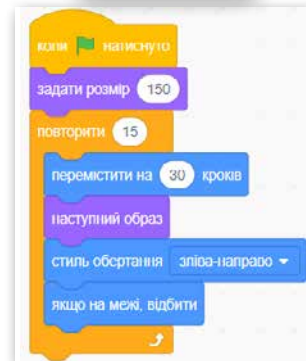 коли натиснуто
задати розмір 150
повторити 15
перемістити на 30 кроків
наступний образ
стиль обертання зліва-направо
якщо на межі, відбити